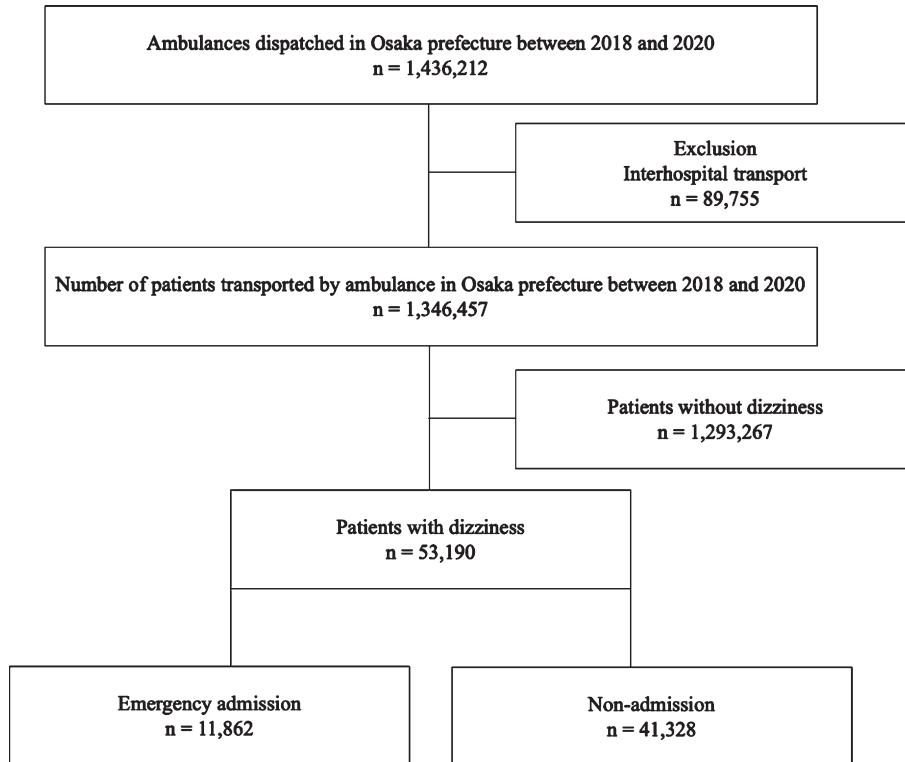 Ambulances dispatched in Osaka prefecture between 2018 and 2020
n = 1,436,212
Exclusion
Interhospital transport
n = 89,755
Number of patients transported by ambulance in Osaka prefecture between 2018 and 2020
n = 1,346,457
Patients without dizziness
n = 1,293,267
Patients with dizziness
n = 53,190
Emergency admission
n = 11,862
Non-admission
n = 41,328